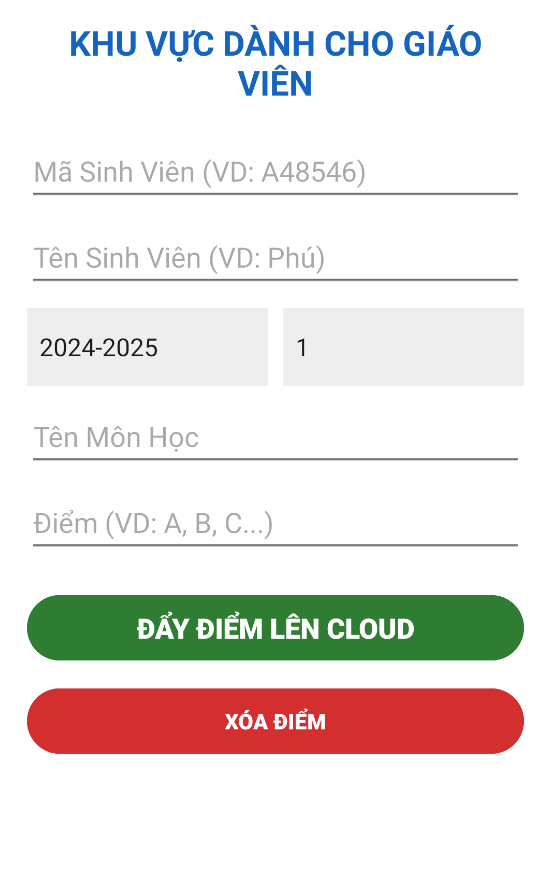 KHU VỰC DÀNH CHO GIÁO
VIÊN
Mã Sinh Viên (VD: A48546)
Tên Sinh Viên (VD: Phú)
2024-2025
1
Tên Môn Học
Điểm (VD: A, B, C...)
ĐẨY ĐIỂM LÊN CLOUD
XÓA ĐIỂM